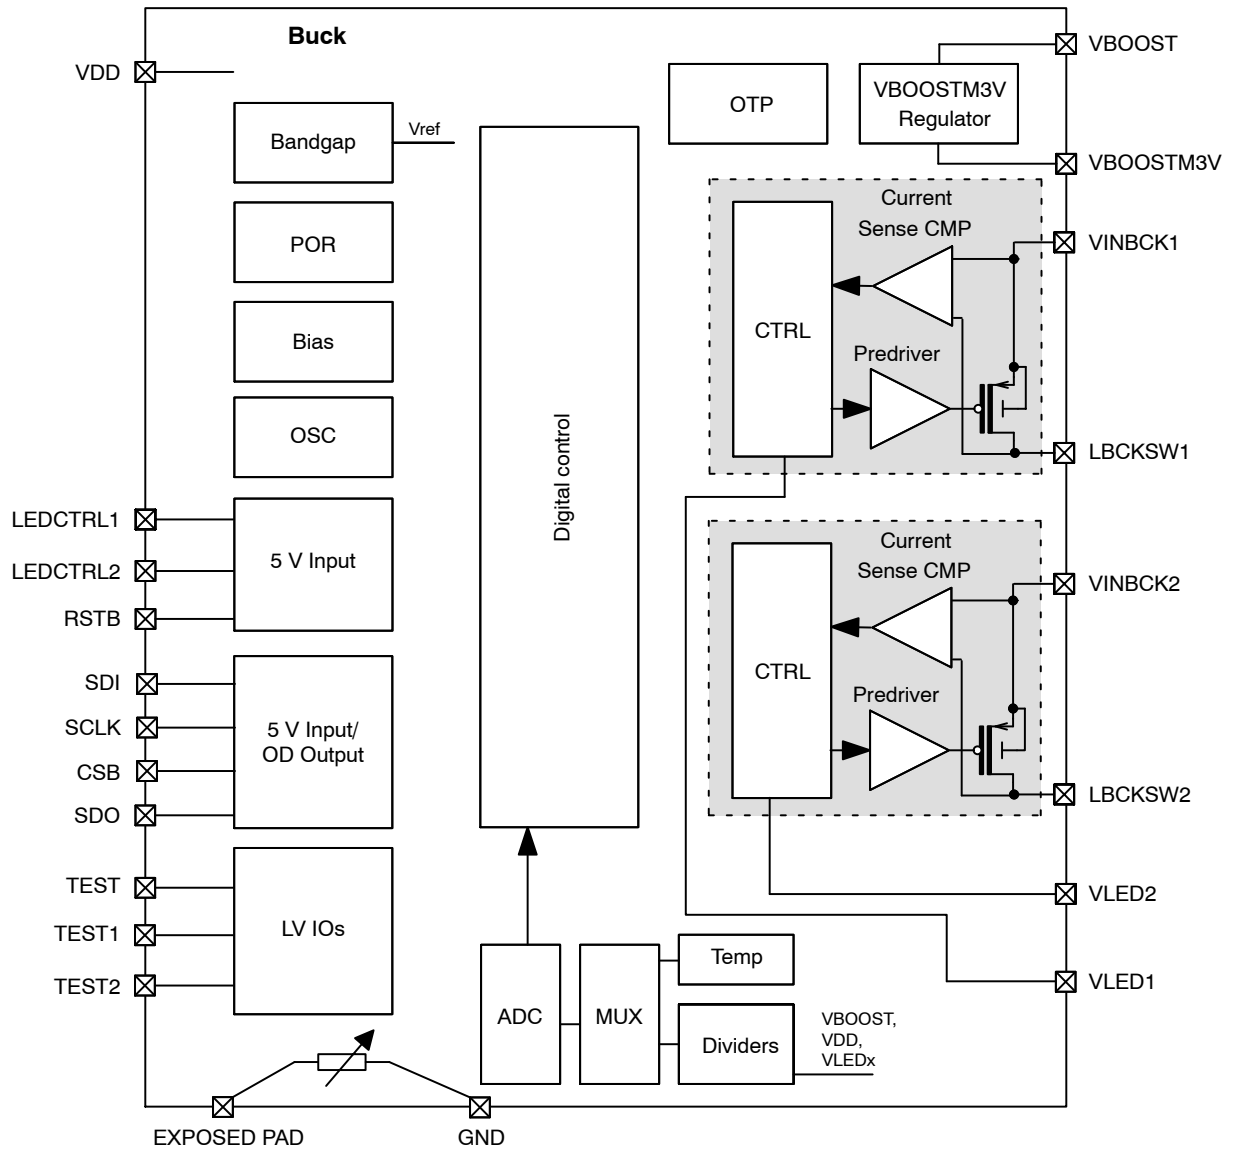 Buck
VDD
VBOOST
OTP
VBOOSTM3V
Regulator
Bandgap
Vref
VBOOSTM3V
Current
Sense CMP
POR
VINBCK1
CTRL
Bias
Predriver
OSC
Digital control
LBCKSW1
LEDCTRL1
5 V Input
LEDCTRL2
RSTB
Current
Sense CMP
VINBCK2
CTRL
SDI
Predriver
SCLK
5 V Input/
OD Output
CSB
SDO
LBCKSW2
TEST
VLED2
TEST1
LV IOs
TEST2
Temp
VLED1
ADC
MUX
Dividers
VBOOST,
VDD,
VLEDx
EXPOSED PAD
GND